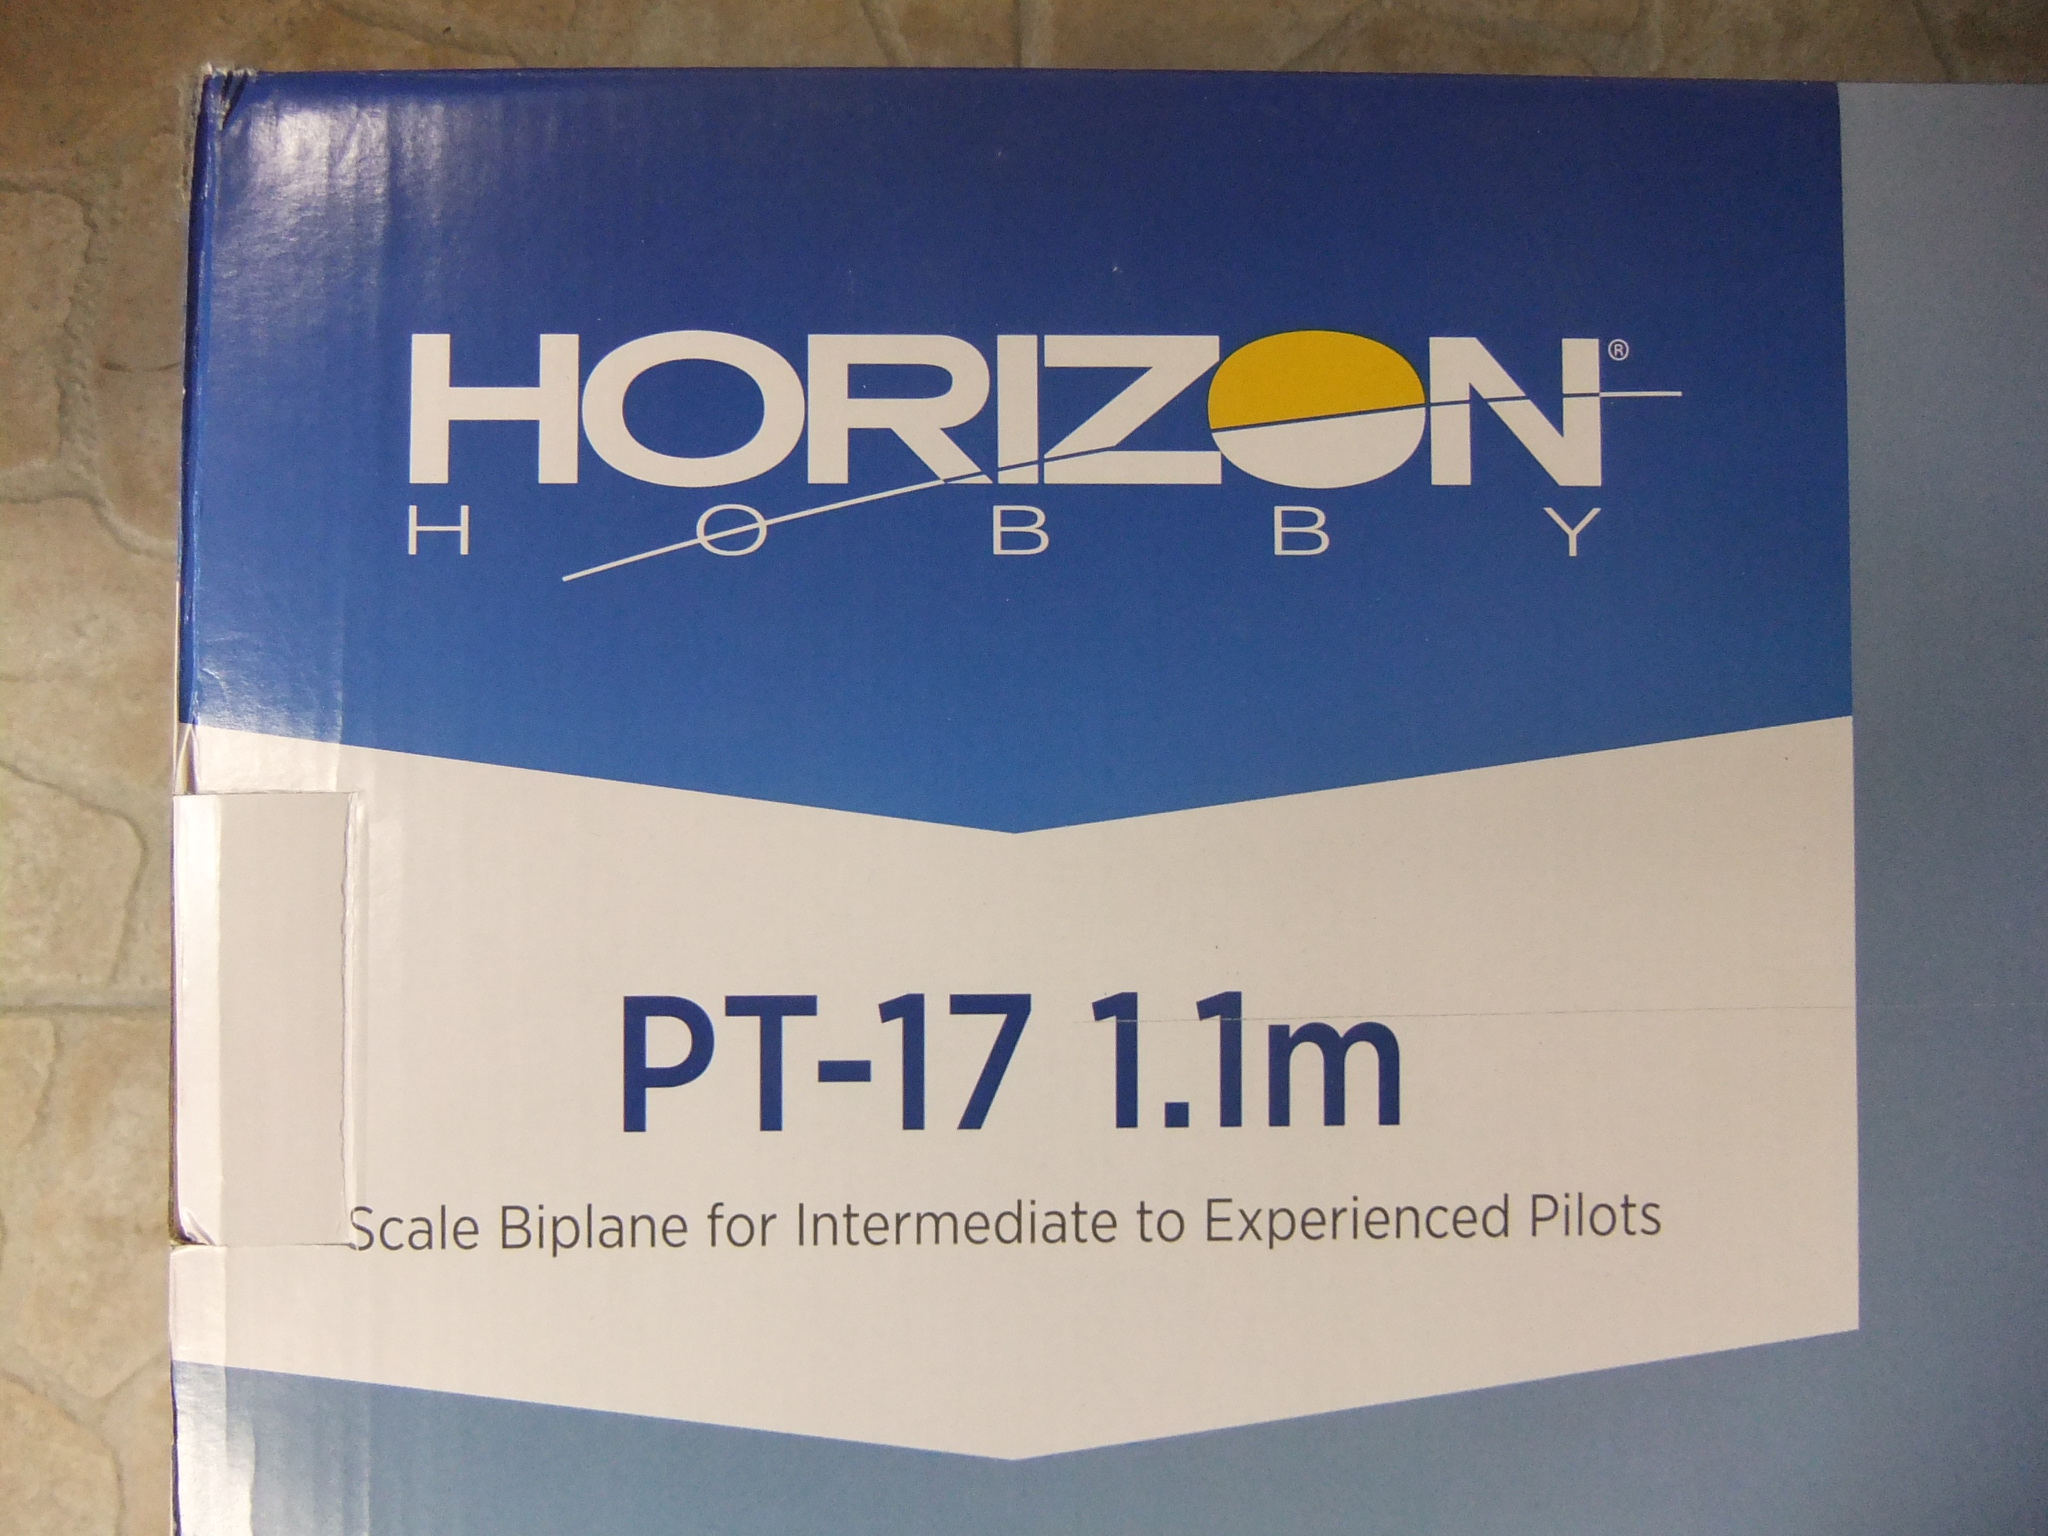 HORIZON®
HOBBY
PT-17 1.1m
Scale Biplane for Intermediate to Experienced Pilots